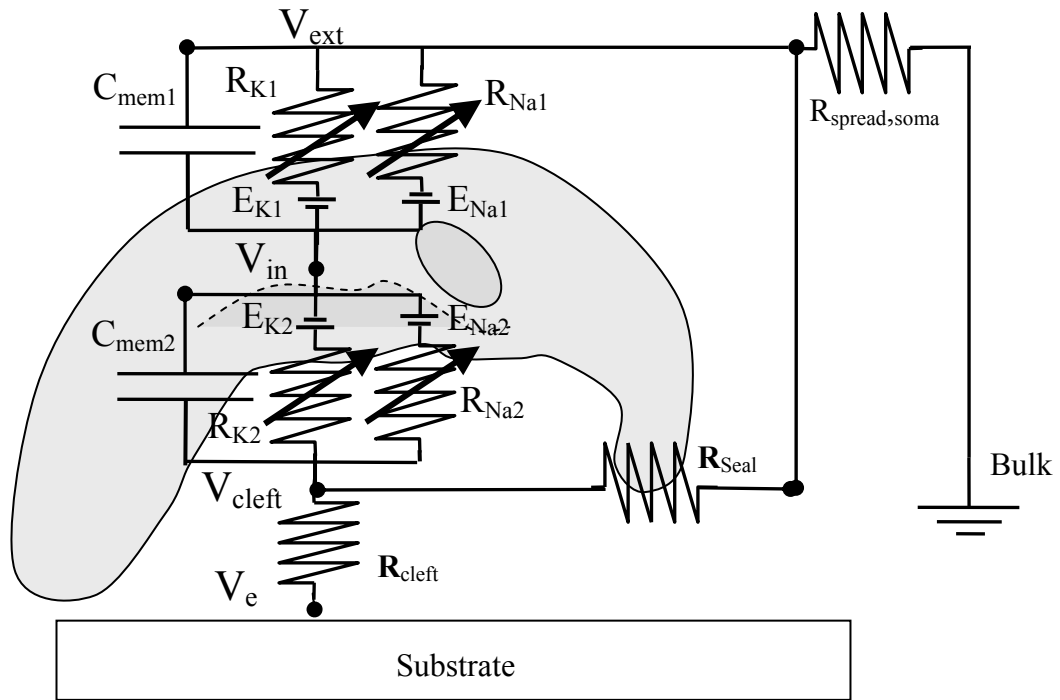 V_ext
C_mem1
R_K1
R_Na1
R_spread,soma
E_K1
E_Na1
V_in
E_K2
E_Na2
C_mem2
R_K2
R_Na2
R_Seal
Bulk
V_cleft
R_cleft
V_e
Substrate